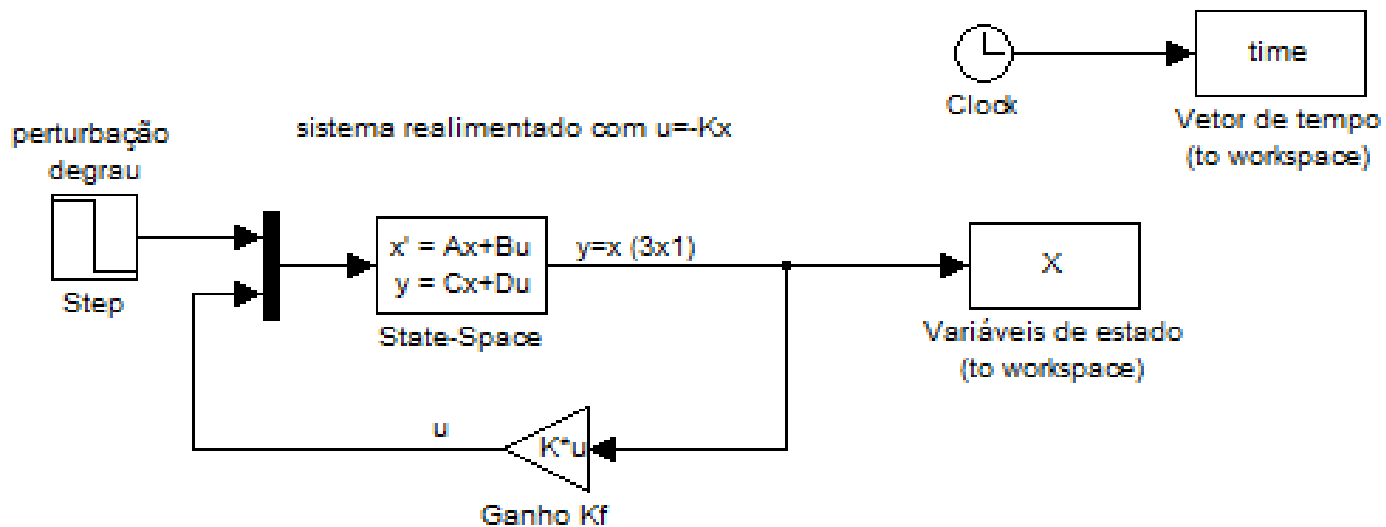 time
Clock
Vetor de tempo
(to workspace)
perturbação
degrau
sistema realimentado com u=-Kx
Step
x' = Ax+Bu
y = Cx+Du
State-Space
y=x (3x1)
X
Variáveis de estado
(to workspace)
u
K*u
Ganho Kf